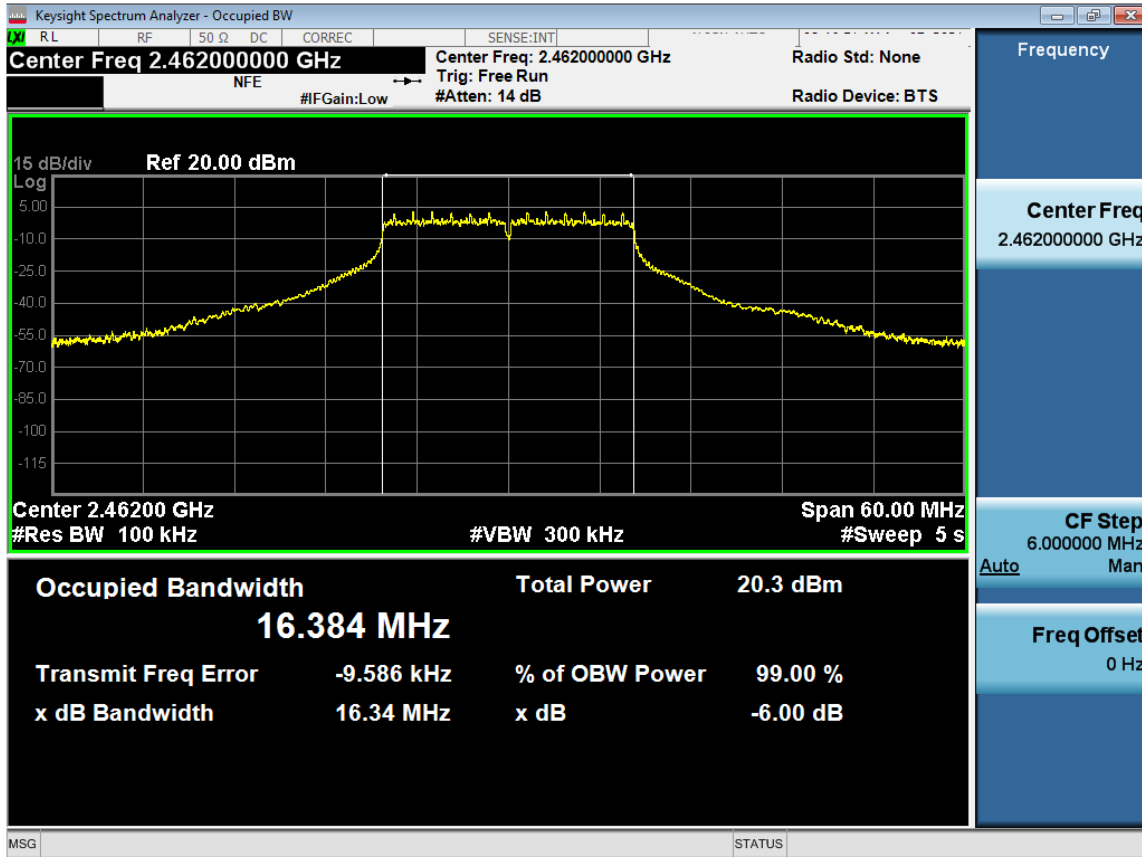 Keysight Spectrum Analyzer - Occupied BW
LXI RL RF 50 Ω DC CORREC SENSE:INT
Center Freq 2.462000000 GHz
NFE
#IFGain:Low
Center Freq: 2.462000000 GHz
Trig: Free Run
#Atten: 14 dB
Radio Std: None
Radio Device: BTS
15 dB/div Ref 20.00 dBm
Log
5.00
-10.0
-25.0
-40.0
-55.0
-70.0
-85.0
-100
-115
Center 2.46200 GHz Span 60.00 MHz
#Res BW 100 kHz #VBW 300 kHz #Sweep 5 s
Occupied Bandwidth Total Power 20.3 dBm
16.384 MHz
Transmit Freq Error -9.586 kHz % of OBW Power 99.00 %
x dB Bandwidth 16.34 MHz x dB -6.00 dB
Frequency
Center Freq
2.462000000 GHz
CF Step
6.000000 MHz
Auto Man
Freq Offset
0 Hz
MSG STATUS